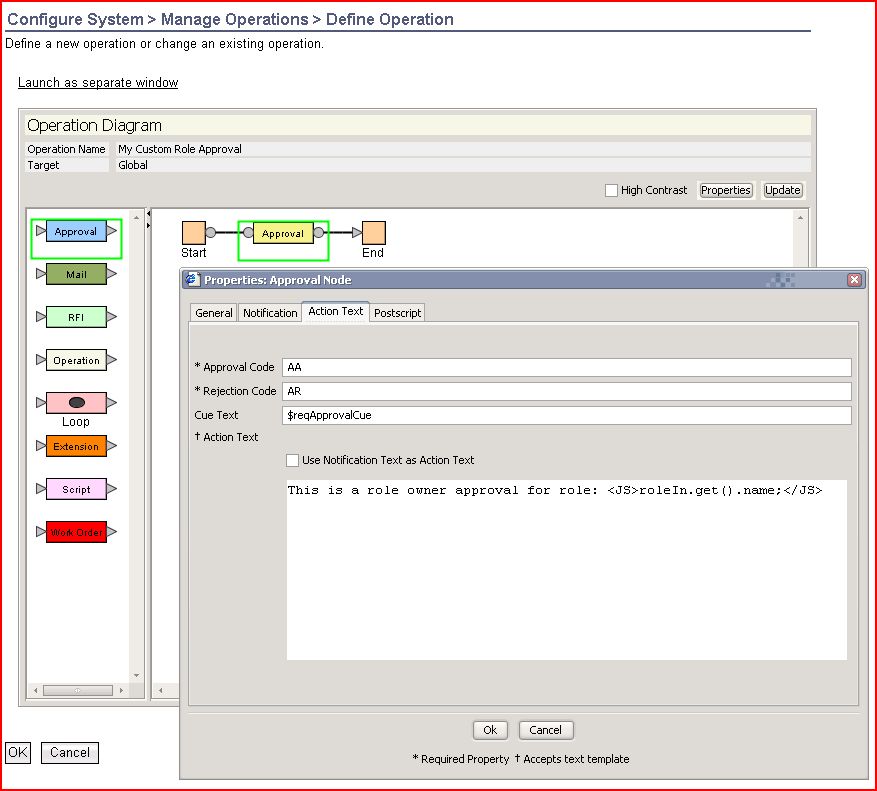 Configure System > Manage Operations > Define Operation
Define a new operation or change an existing operation.
Launch as separate window
Operation Diagram
Operation Name My Custom Role Approval
Target Global
High Contrast Properties Update
Approval
Mail
RFI
Operation
Loop
Extension
Script
Work Order
Approval
Start End
Properties: Approval Node
General Notification Action Text Postscript
* Approval Code AA
* Rejection Code AR
Cue Text $reqApprovalCue
† Action Text
Use Notification Text as Action Text
This is a role owner approval for role: <JS>roleIn.get().name;</JS>
Ok Cancel
* Required Property † Accepts text template
OK Cancel